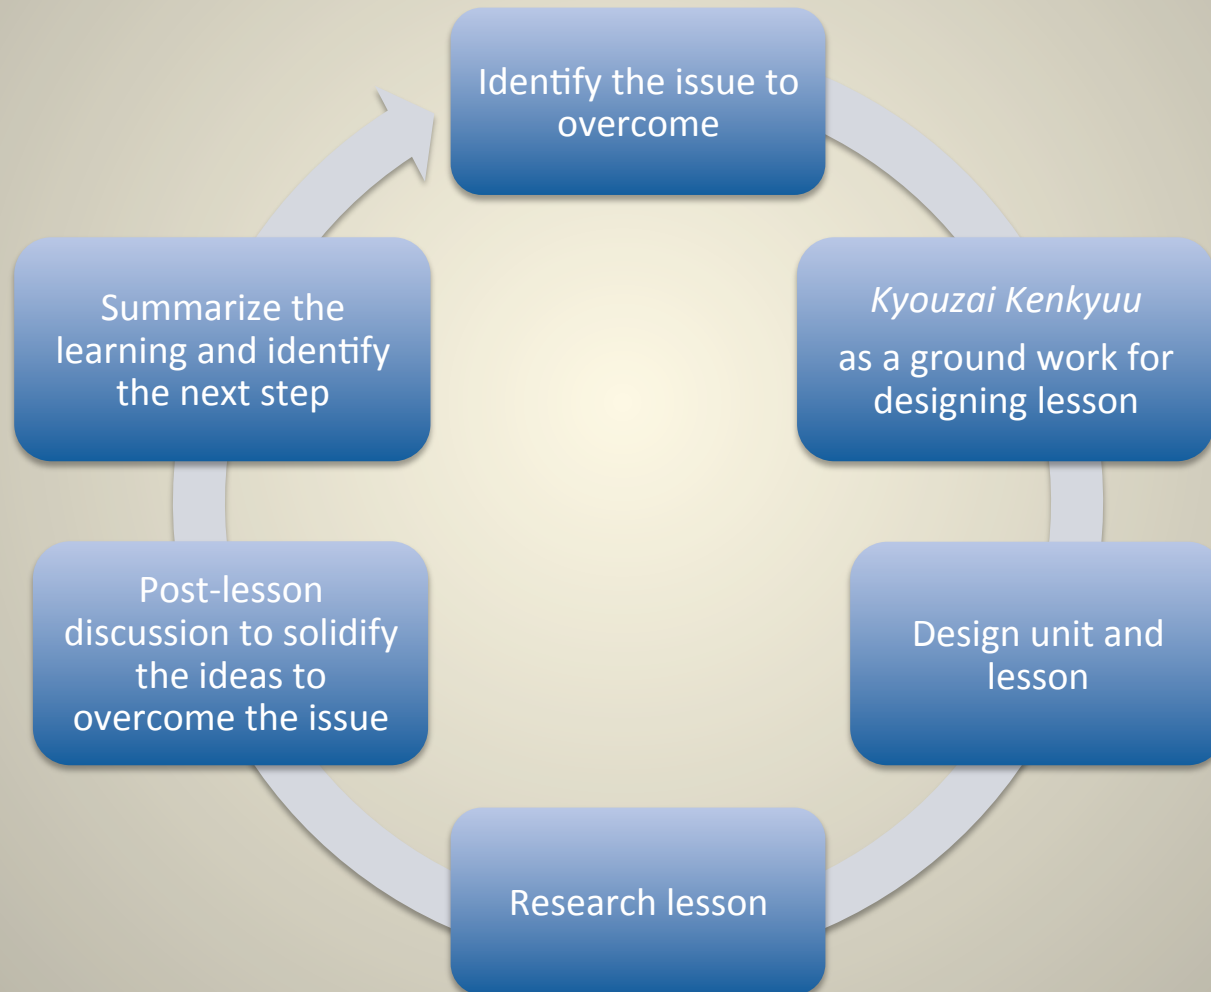 Identify the issue to
overcome
Kyouzai Kenkyuu
as a ground work for
designing lesson
Design unit and
lesson
Research lesson
Post-lesson
discussion to solidify
the ideas to
overcome the issue
Summarize the
learning and identify
the next step